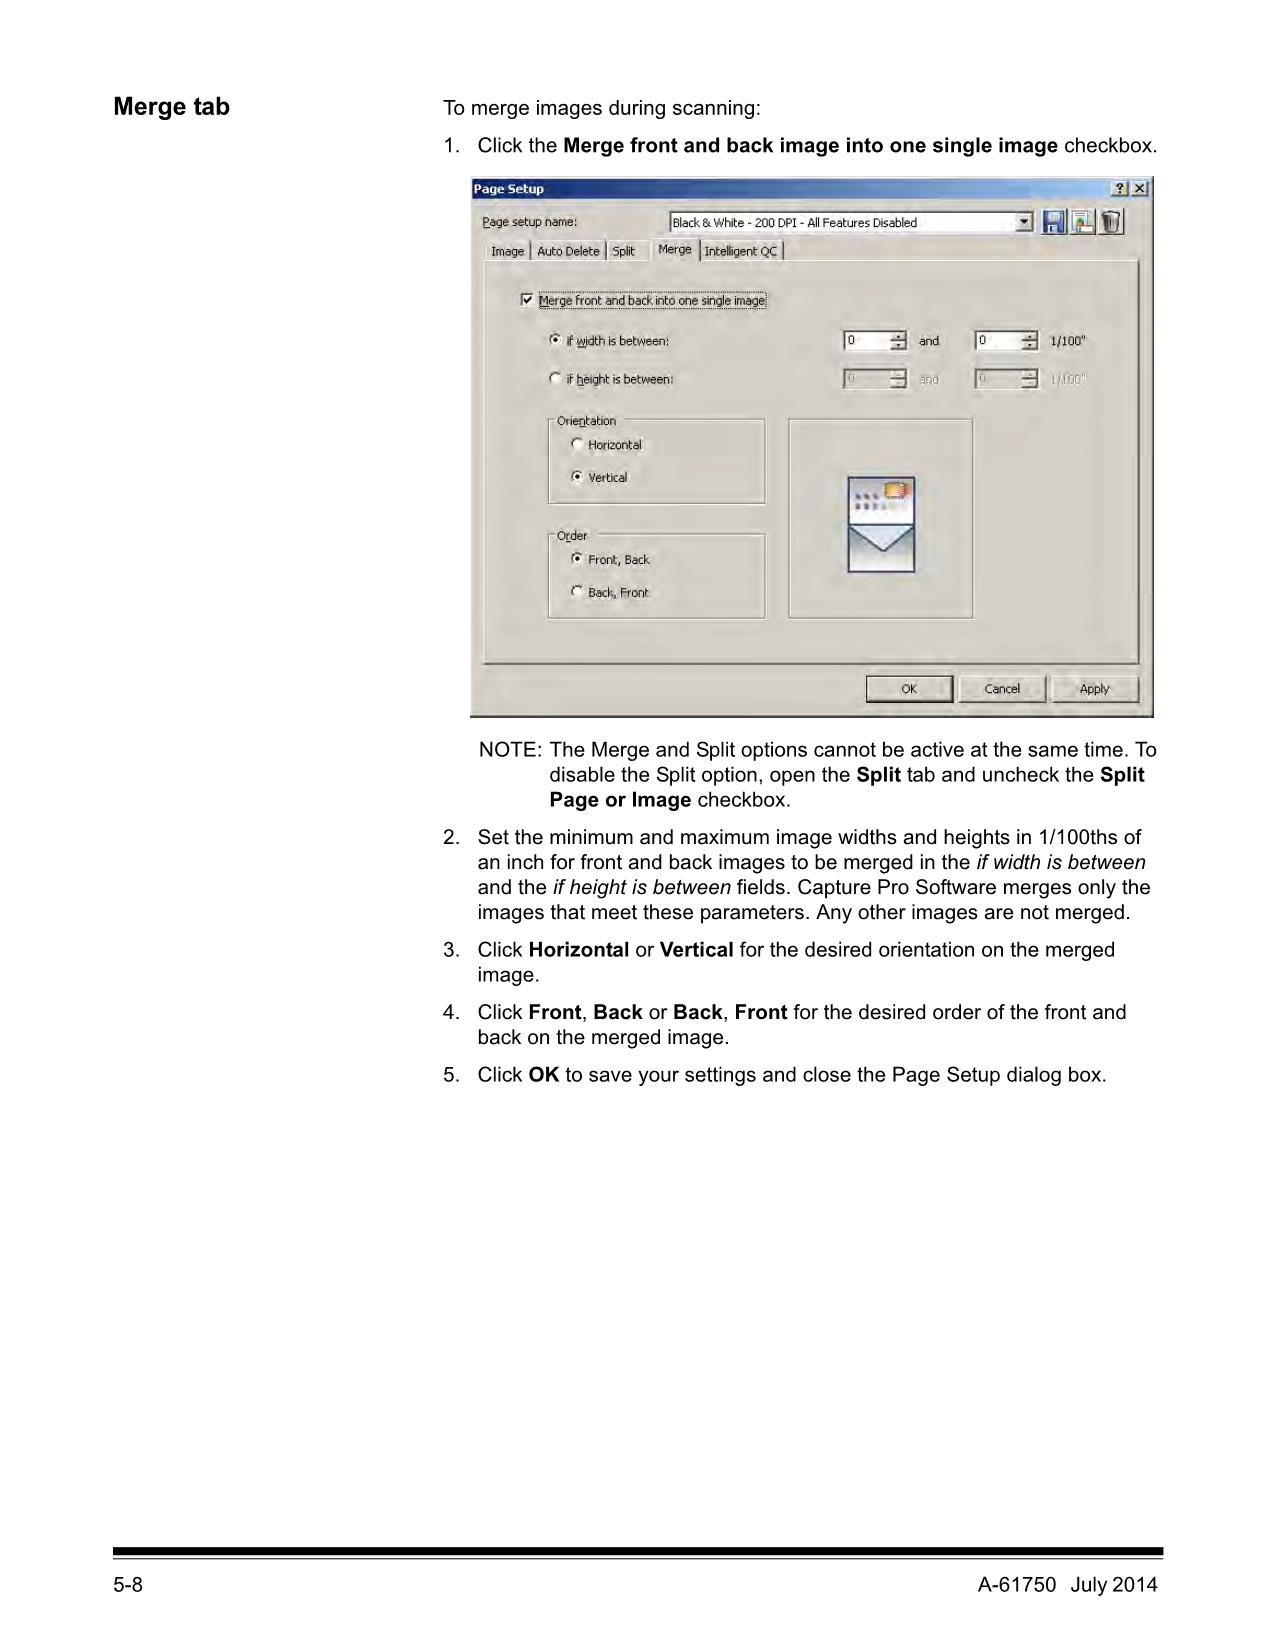 Merge tab
To merge images during scanning:
1. Click the Merge front and back image into one single image checkbox.
Page Setup
Page setup name:
Black & White - 200 DPI - All Features Disabled
Image
Auto Delete
Split
Merge
Intelligent QC
Merge front and back into one single image
if width is between:
0 and 0 1/100"
if height is between:
0 and 0 1/100"
Orientation
Horizontal
Vertical
Order
Front, Back
Back, Front
OK
Cancel
Apply
NOTE: The Merge and Split options cannot be active at the same time. To
disable the Split option, open the Split tab and uncheck the Split
Page or Image checkbox.
2. Set the minimum and maximum image widths and heights in 1/100ths of
an inch for front and back images to be merged in the if width is between
and the if height is between fields. Capture Pro Software merges only the
images that meet these parameters. Any other images are not merged.
3. Click Horizontal or Vertical for the desired orientation on the merged
image.
4. Click Front, Back or Back, Front for the desired order of the front and
back on the merged image.
5. Click OK to save your settings and close the Page Setup dialog box.
5-8
A-61750 July 2014